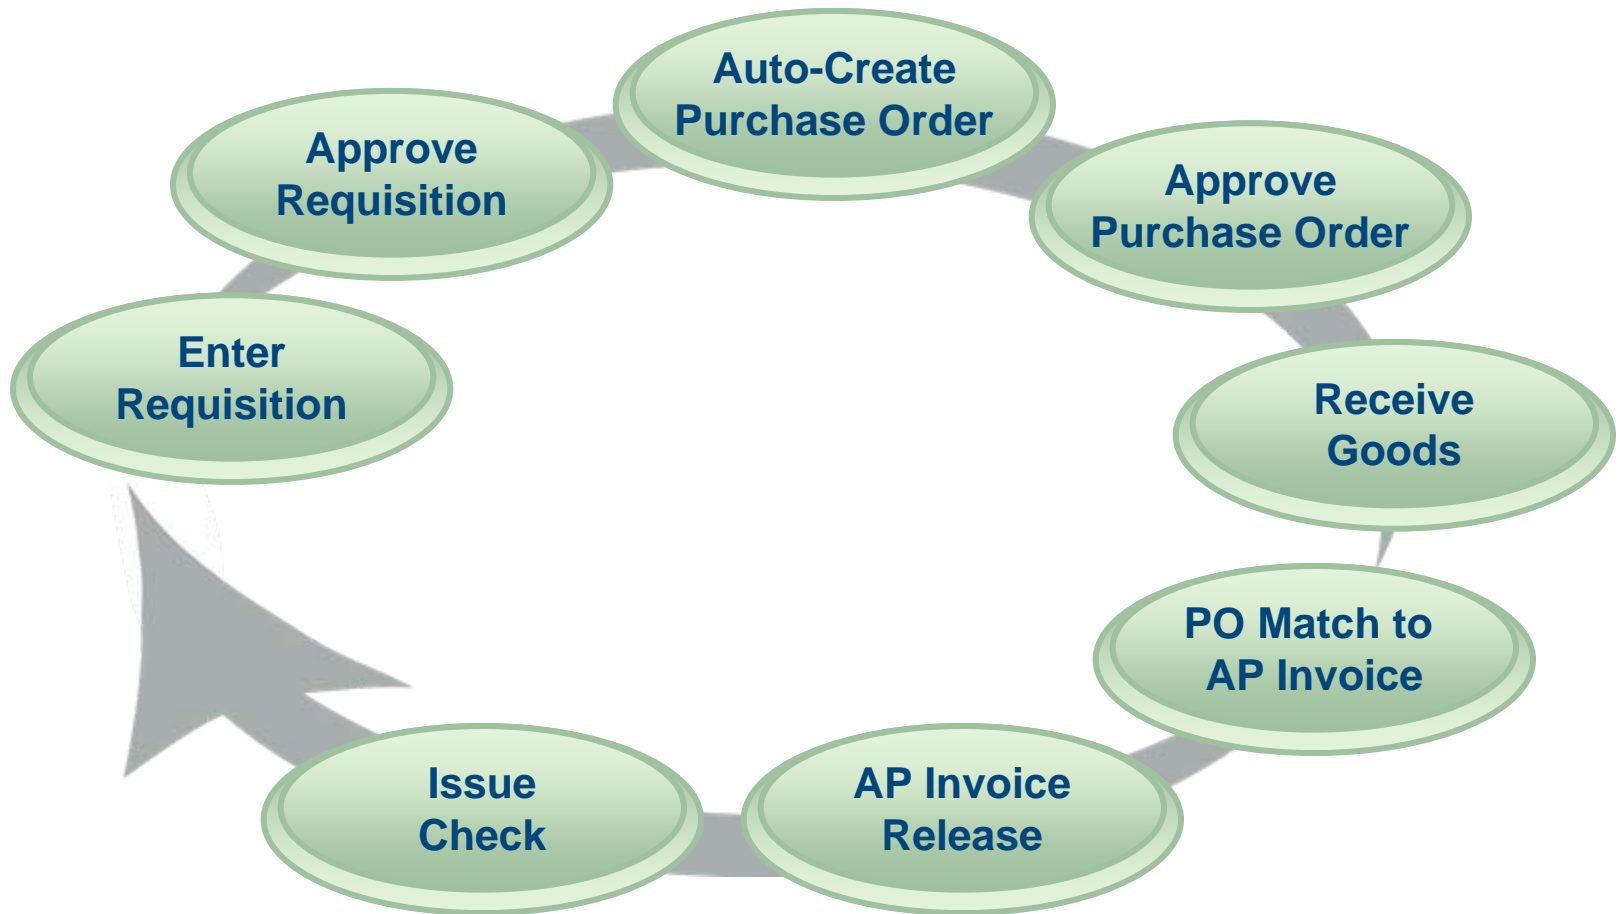 Auto-Create
Purchase Order
Approve
Requisition
Approve
Purchase Order
Enter
Requisition
Receive
Goods
PO Match to
AP Invoice
Issue
Check
AP Invoice
Release